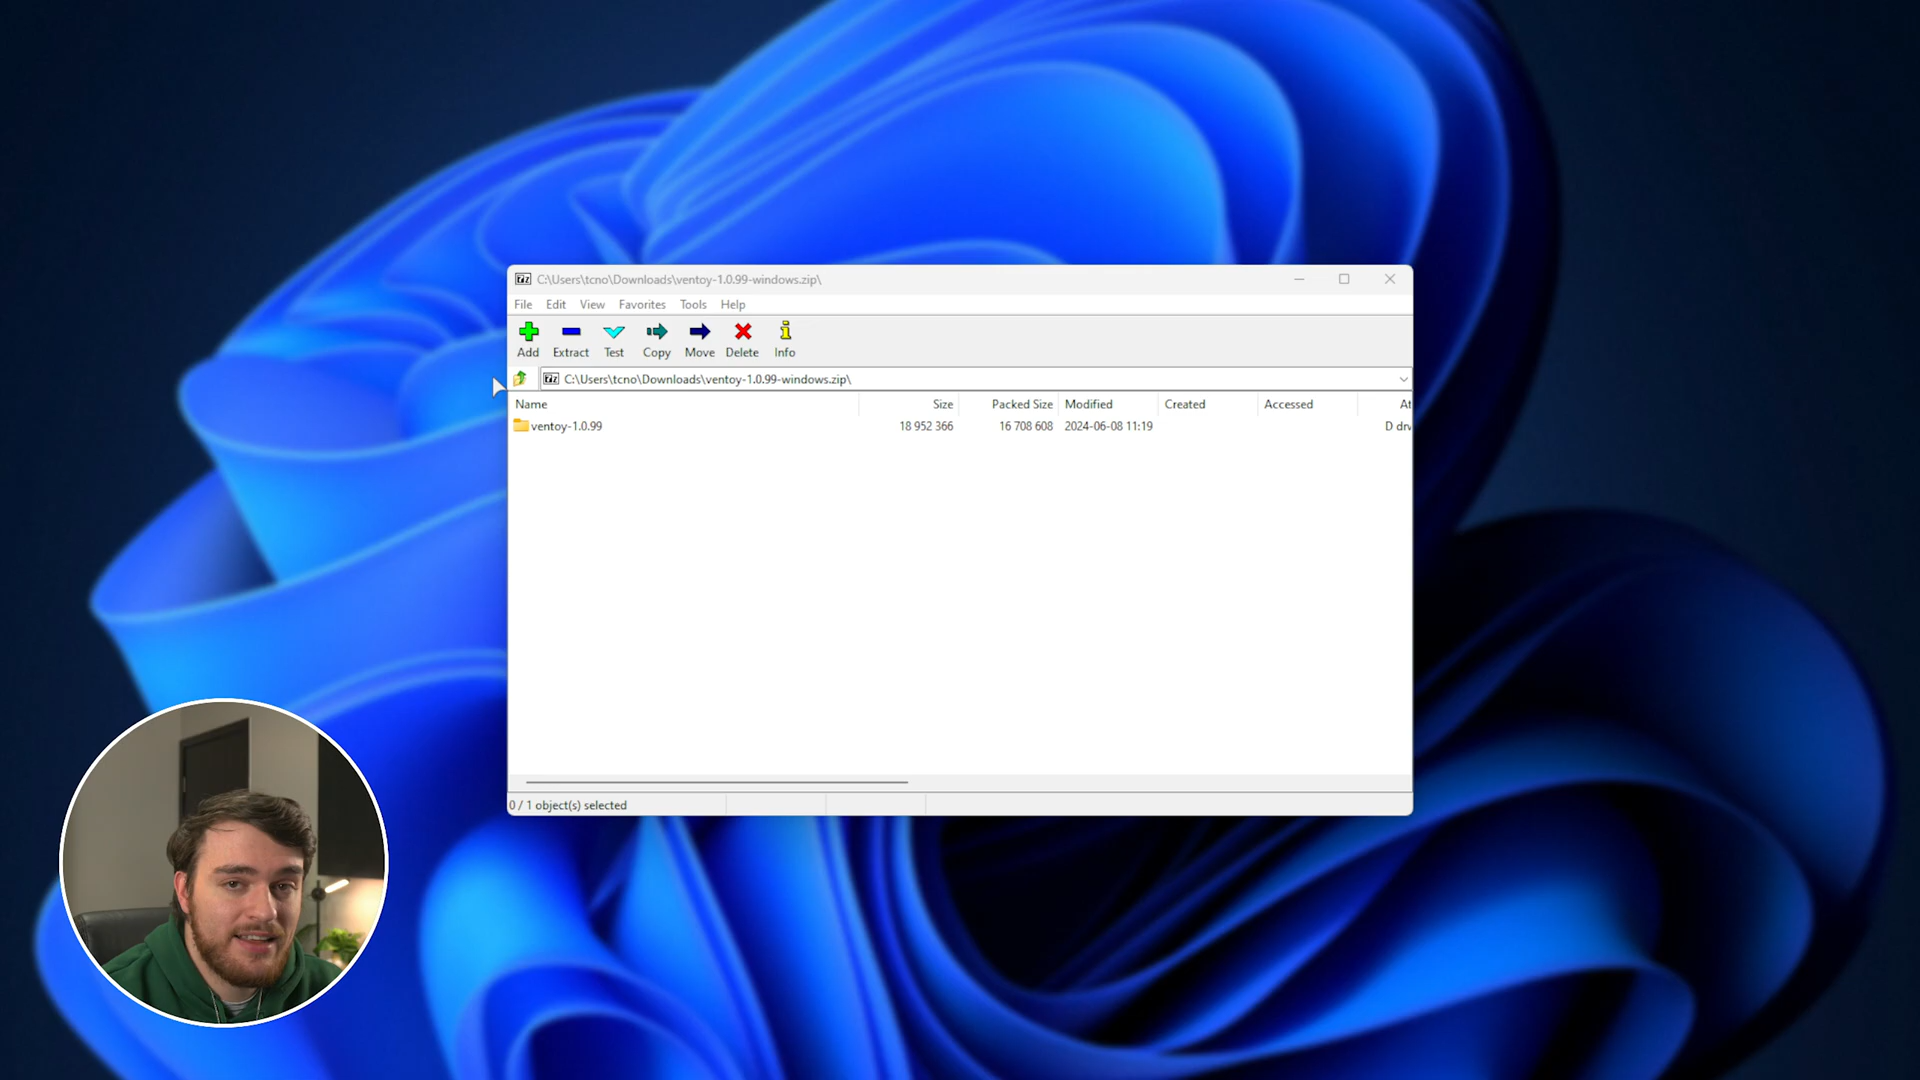 C:\Users\tcno\Downloads\ventoy-1.0.99-windows.zip\
File Edit View Favorites Tools Help
Add Extract Test Copy Move Delete Info
C:\Users\tcno\Downloads\ventoy-1.0.99-windows.zip\
Name Size Packed Size Modified Created Accessed At
ventoy-1.0.99 18 952 366 16 708 608 2024-06-08 11:19 D drw
0 / 1 object(s) selected